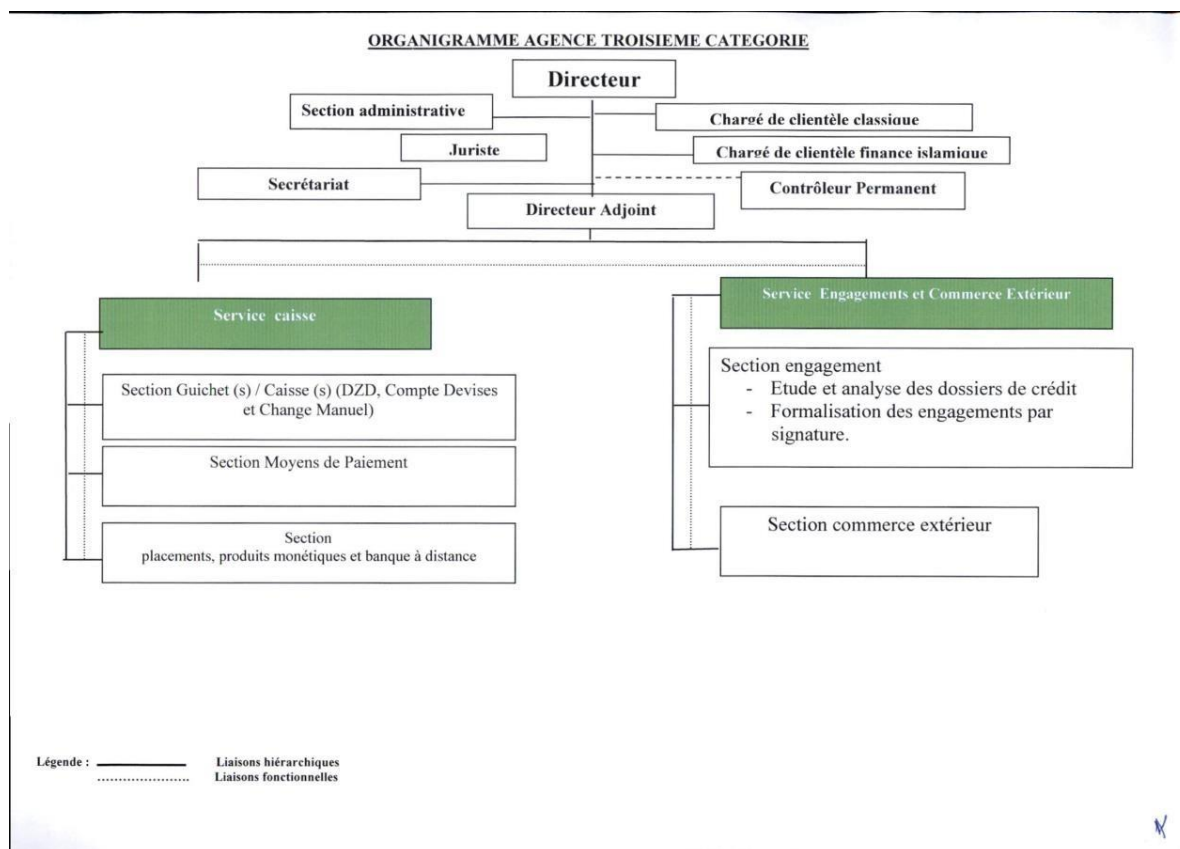 ORGANIGRAMME AGENCE TROISIEME CATEGORIE
Directeur
Section administrative
Chargé de clientèle classique
Juriste
Chargé de clientèle finance islamique
Secrétariat
Contrôleur Permanent
Directeur Adjoint
Service caisse
Service Engagements et Commerce Extérieur
Section Guichet (s) / Caisse (s) (DZD, Compte Devises
et Change Manuel)
Section Moyens de Paiement
Section
placements, produits monétiques et banque à distance
Section engagement
- Etude et analyse des dossiers de crédit
- Formalisation des engagements par
signature.
Section commerce extérieur
Légende :
Liaisons hiérarchiques
Liaisons fonctionnelles